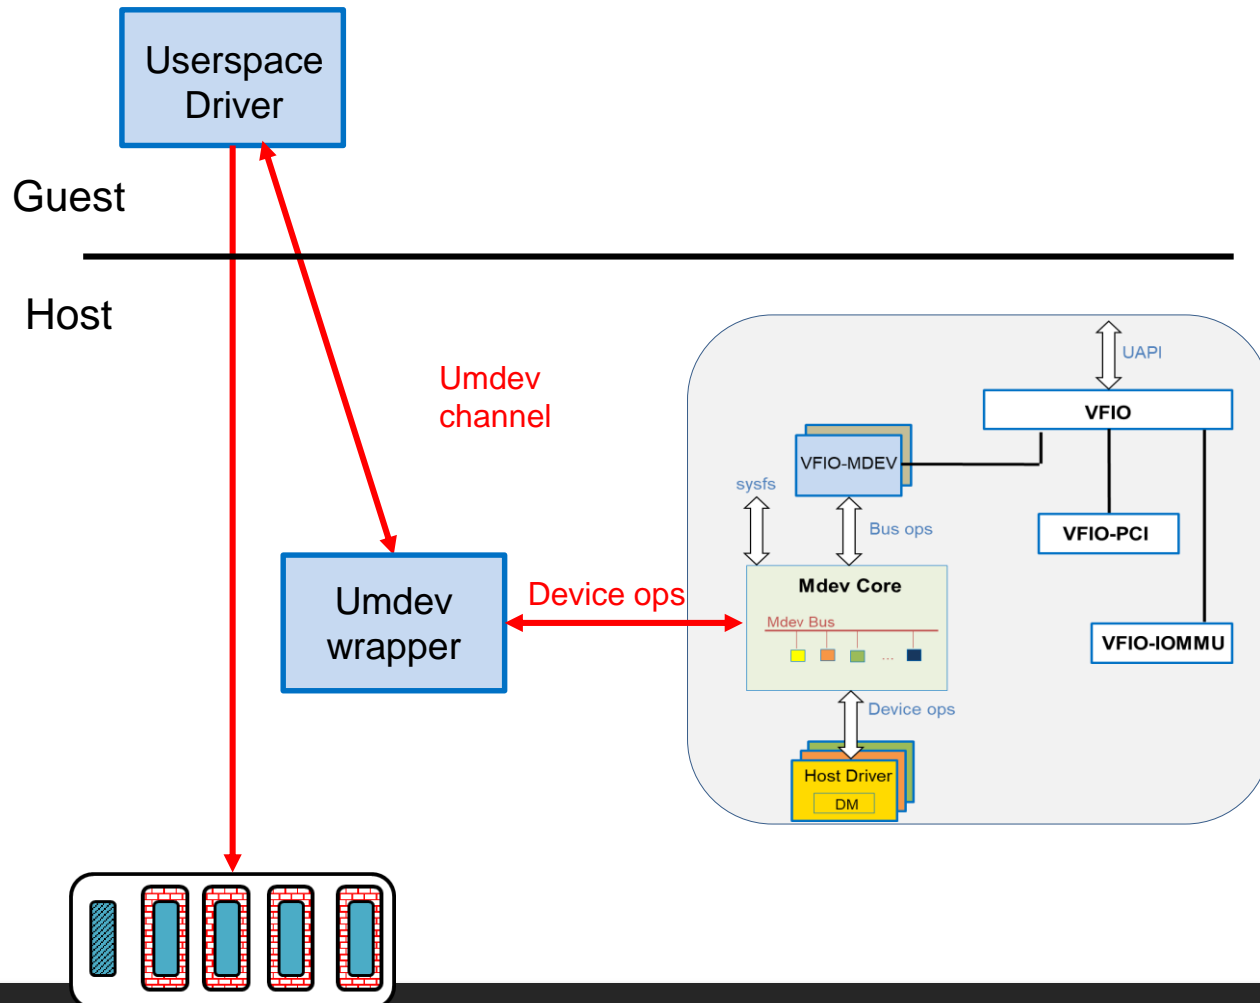 Userspace
Driver
Guest
Host
Umdev
channel
UAPI
VFIO
VFIO-MDEV
sysfs
Bus ops
VFIO-PCI
Umdev
wrapper
Device ops
Mdev Core
Mdev Bus
...
VFIO-IOMMU
Device ops
Host Driver
DM